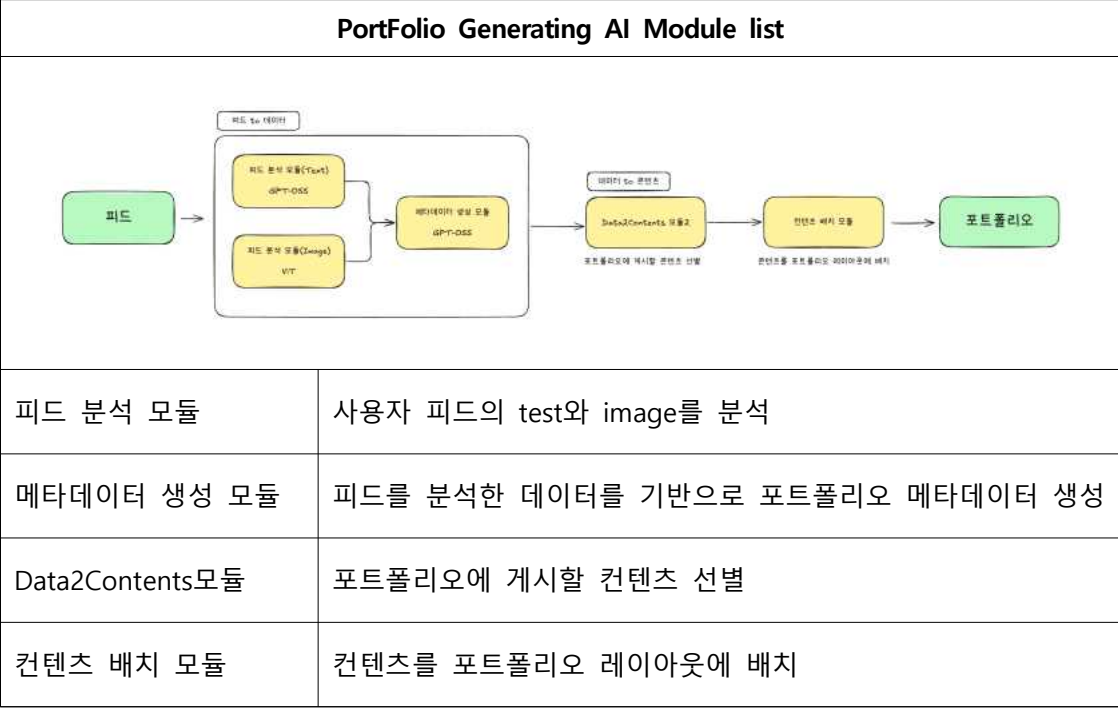 PortFolio Generating AI Module list
피드 to 데이터
피드 분석 모듈(Text)
GPT-OSS
데이터 to 콘텐츠
피드
메타데이터 생성 모듈
GPT-OSS
Data2Contents 모듈2
컨텐츠 배치 모듈
포트폴리오
피드 분석 모듈(Image)
ViT
포트폴리오에 게시할 콘텐츠 선별
콘텐츠를 포트폴리오 레이아웃에 배치
피드 분석 모듈
사용자 피드의 test와 image를 분석
메타데이터 생성 모듈
피드를 분석한 데이터를 기반으로 포트폴리오 메타데이터 생성
Data2Contents모듈
포트폴리오에 게시할 컨텐츠 선별
컨텐츠 배치 모듈
컨텐츠를 포트폴리오 레이아웃에 배치